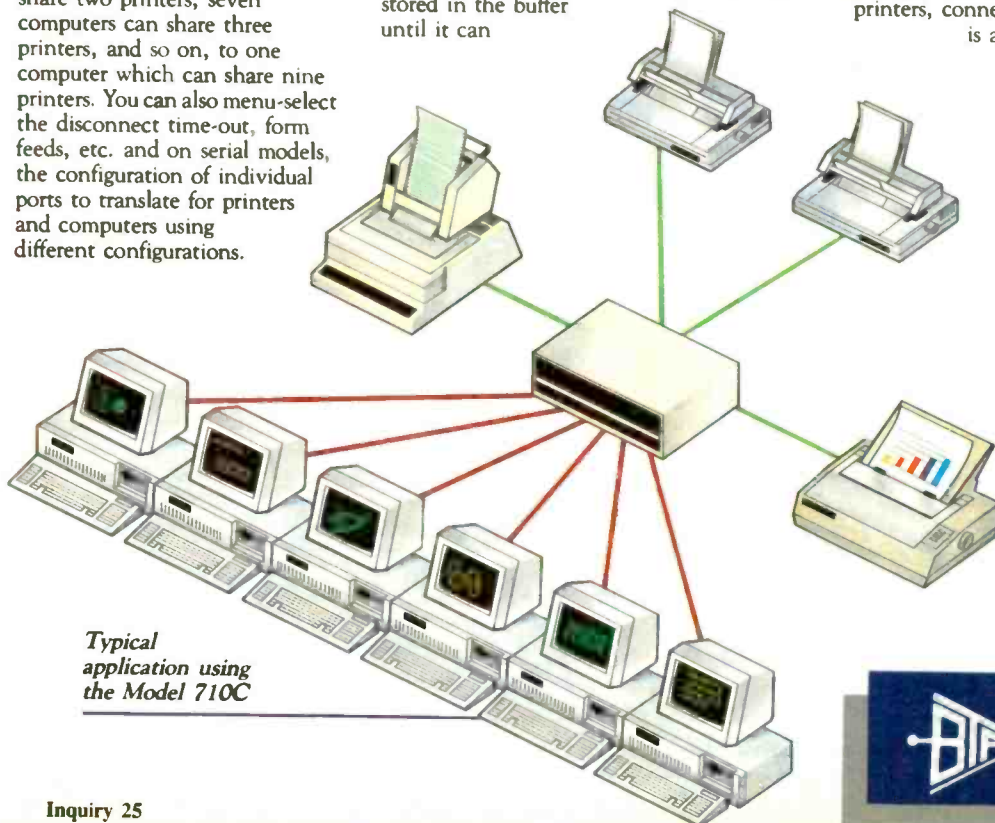 share two printers, seven
computers can share three
printers, and so on, to one
computer which can share nine
printers. You can also menu-select
the disconnect time-out, form
feeds, etc. and on serial models,
the configuration of individual
ports to translate for printers
and computers using
different configurations.
stored in the buffer
until it can
printers, conne
is a
Typical
application using
the Model 710C
Inquiry 25